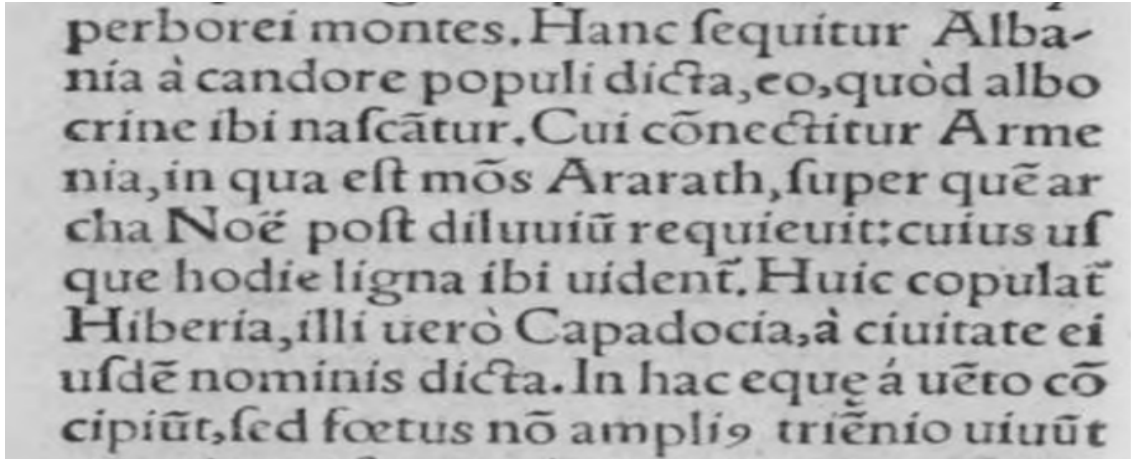 perborei montes. Hanc ſequitur Alba-
nia à candore populi dicta, eo, quòd albo
crine ibi naſcãtur. Cui cõnectitur Arme
nia, in qua eſt mõs Ararath, ſuper quẽ ar
cha Noë poſt diluuiũ requieuit: cuius uſ
que hodie ligna ibi uident᷑. Huic copulat᷑
Hiberia, illi uerò Capadocia, à ciuitate ei
uſdẽ nominis dicta. In hac equę á uẽto cõ
cipiũt, ſed fœtus nõ ampliꝰ triẽnio uiuũt